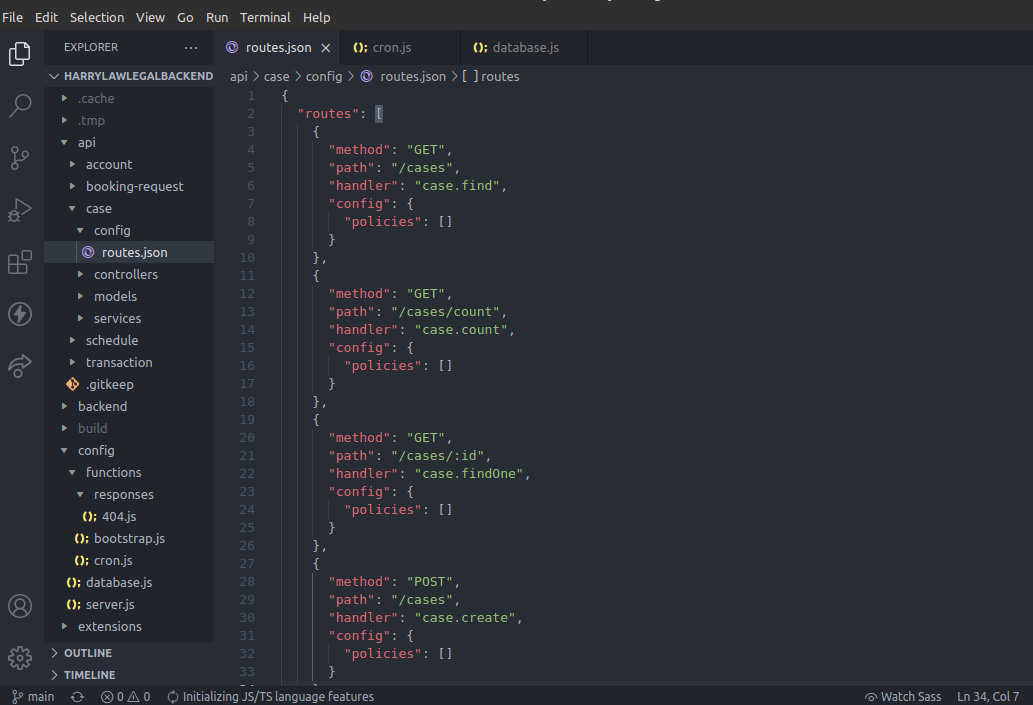 File Edit Selection View Go Run Terminal Help
EXPLORER ...
routes.json
cron.js
database.js
HARRYLAWLEGALBACKEND
.cache
.tmp
api
account
booking-request
case
config
routes.json
controllers
models
services
schedule
transaction
.gitkeep
backend
build
config
functions
responses
404.js
bootstrap.js
cron.js
database.js
server.js
extensions
OUTLINE
TIMELINE
api > case > config > routes.json > [ ] routes
1 {
2 "routes": [
3 {
4 "method": "GET",
5 "path": "/cases",
6 "handler": "case.find",
7 "config": {
8 "policies": []
9 }
10 },
11 {
12 "method": "GET",
13 "path": "/cases/count",
14 "handler": "case.count",
15 "config": {
16 "policies": []
17 }
18 },
19 {
20 "method": "GET",
21 "path": "/cases/:id",
22 "handler": "case.findOne",
23 "config": {
24 "policies": []
25 }
26 },
27 {
28 "method": "POST",
29 "path": "/cases",
30 "handler": "case.create",
31 "config": {
32 "policies": []
33 }
main 0 0 Initializing JS/TS language features Watch Sass Ln 34, Col 7